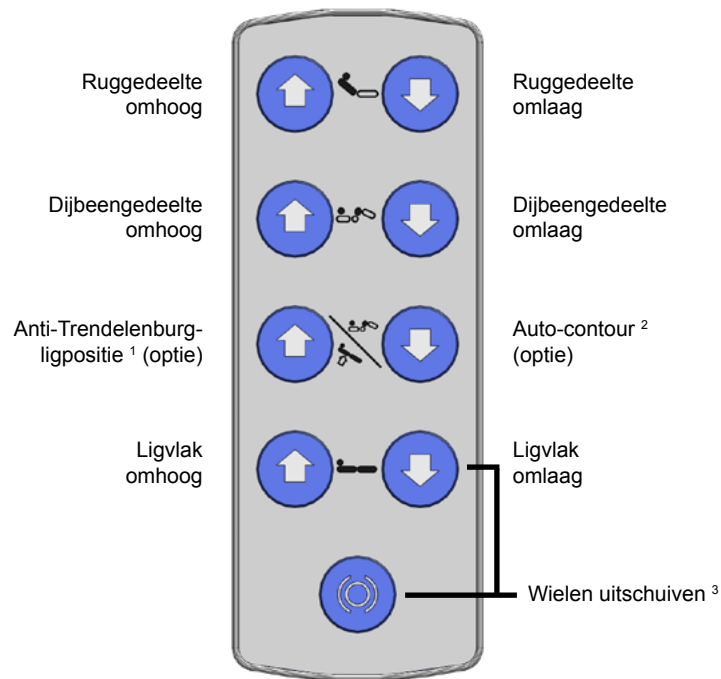 Ruggedeelte
omhoog
Ruggedeelte
omlaag
Dijbeengedeelte
omhoog
Dijbeengedeelte
omlaag
Anti-Trendelenburg-
ligpositie ¹ (optie)
Auto-contour ²
(optie)
Ligvlak
omhoog
Ligvlak
omlaag
Wielen uitschuiven ³